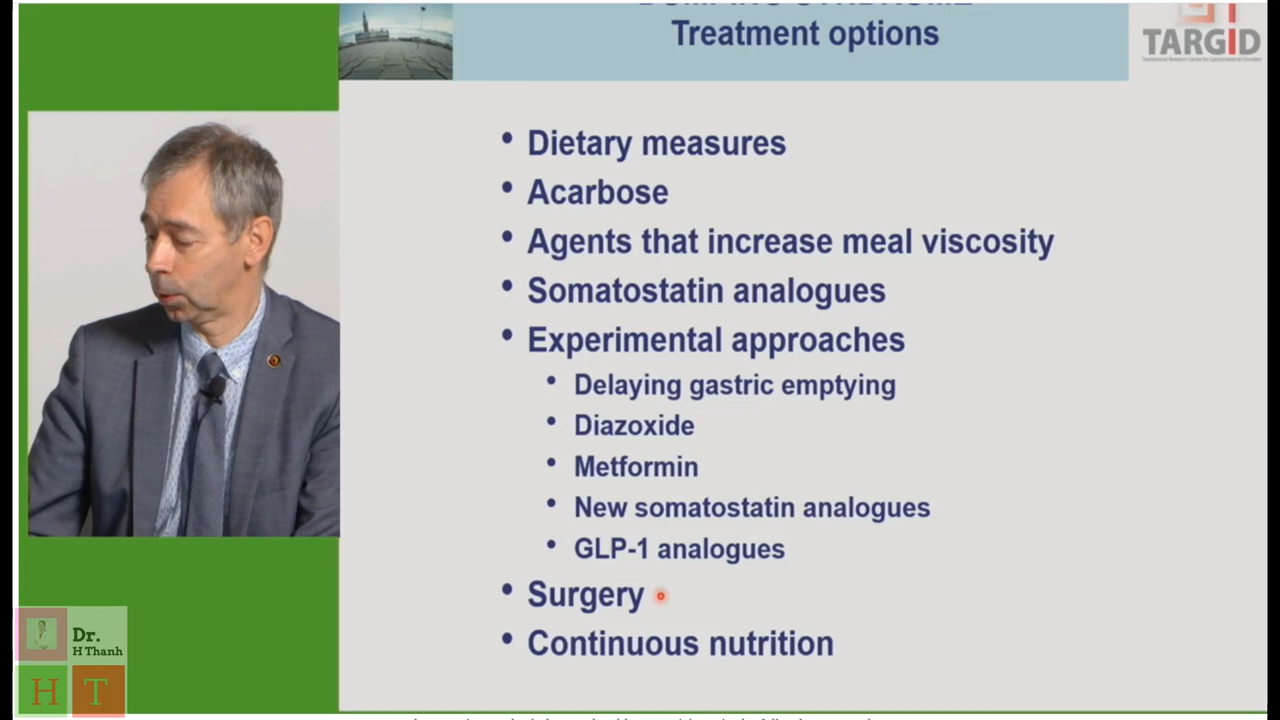 Treatment options
TARGID
• Dietary measures
• Acarbose
• Agents that increase meal viscosity
• Somatostatin analogues
• Experimental approaches
• Delaying gastric emptying
• Diazoxide
• Metformin
• New somatostatin analogues
• GLP-1 analogues
• Surgery
• Continuous nutrition
Dr.
H Thanh
H T